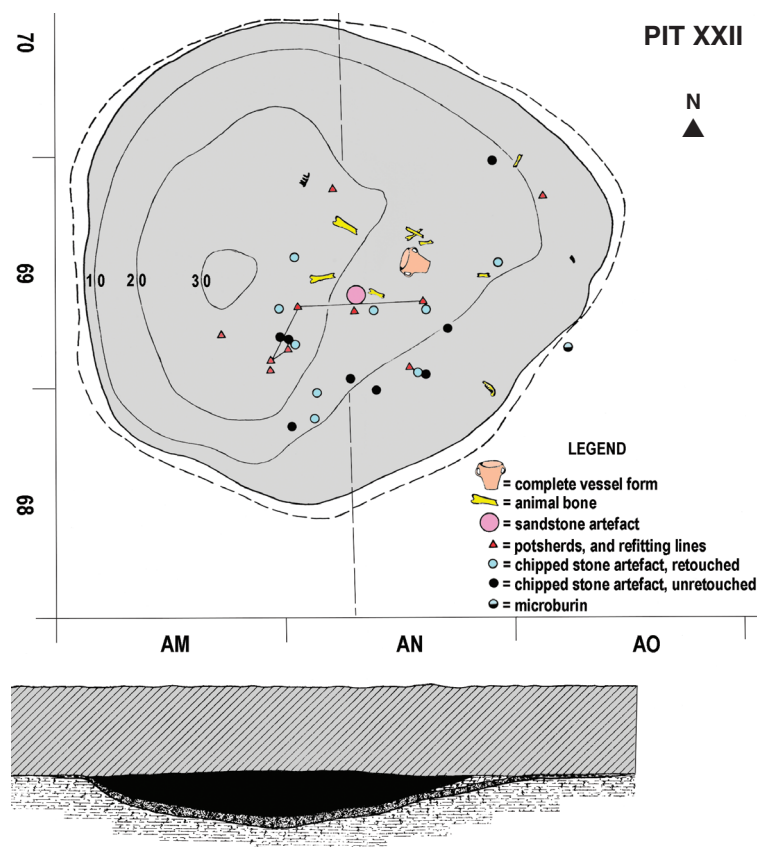 PIT XXII
N
70
69
68
10 20 30
LEGEND
= complete vessel form
= animal bone
= sandstone artefact
= potsherds, and refitting lines
= chipped stone artefact, retouched
= chipped stone artefact, unretouched
= microburin
AM AN AO